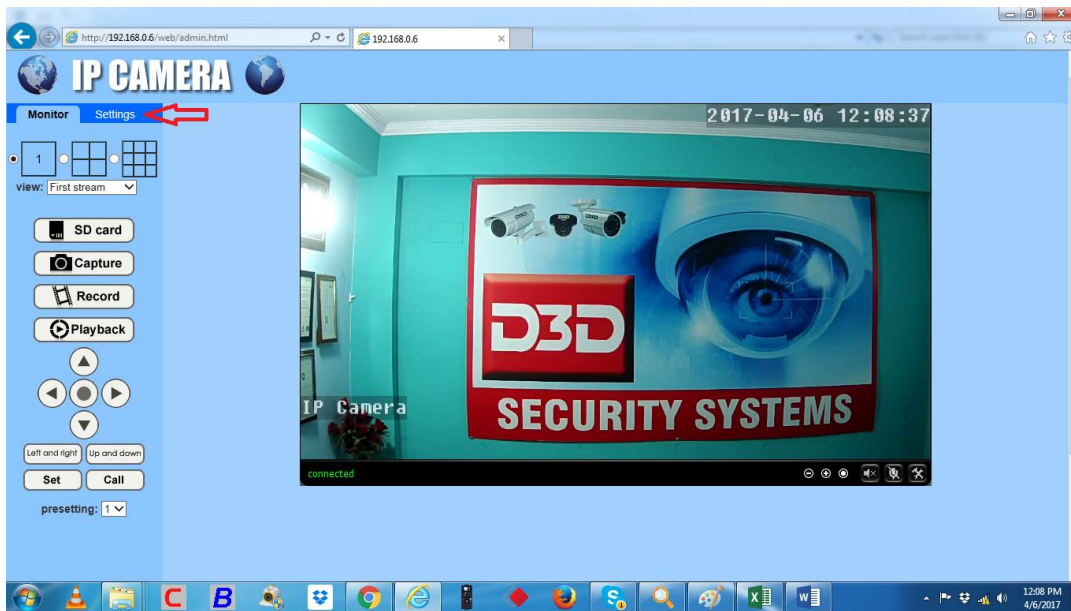 http://192.168.0.6/web/admin.html
192.168.0.6
IP CAMERA
Monitor
Settings
1
view: First stream
SD card
Capture
Record
Playback
Left and right
Up and down
Set
Call
presetting: 1
2017-04-06 12:08:37
D3D
SECURITY SYSTEMS
IP Camera
connected
C
B
S
X
W
12:08 PM
4/6/2017